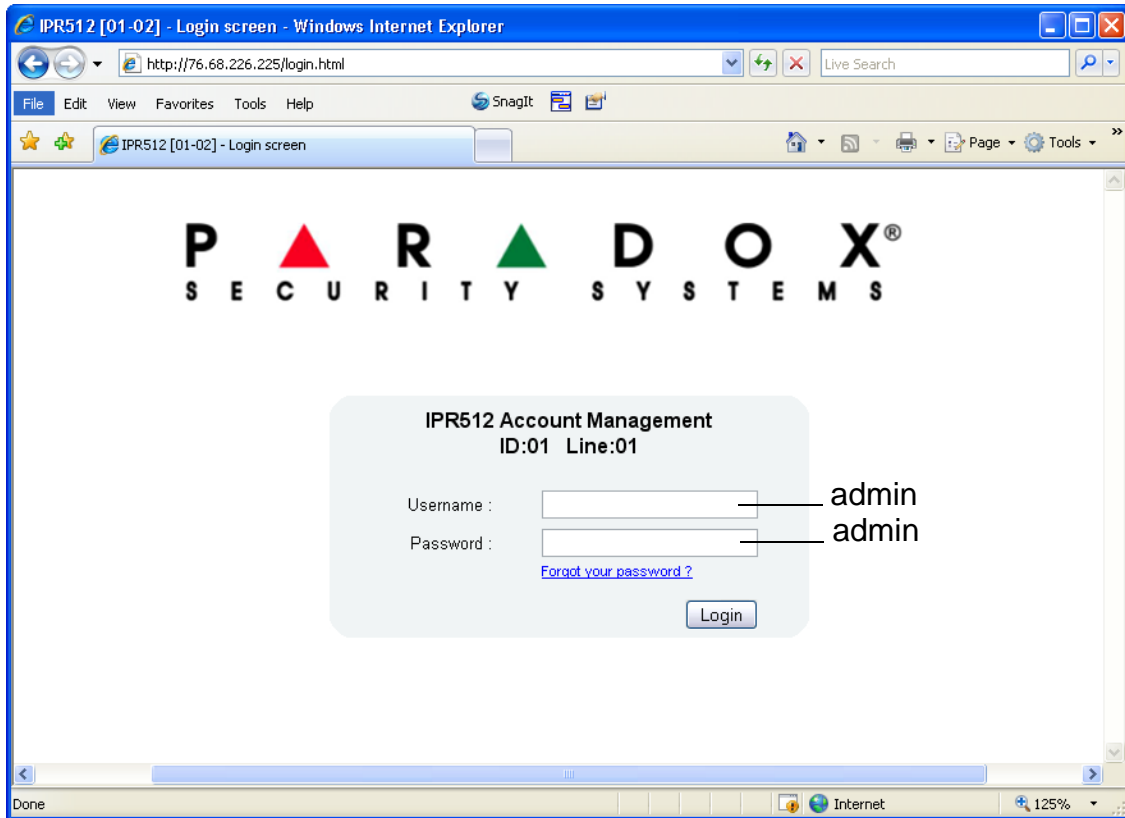 IPR512 [01-02] - Login screen - Windows Internet Explorer
http://76.68.226.225/login.html
Live Search
File Edit View Favorites Tools Help
SnagIt
IPR512 [01-02] - Login screen
Page
Tools
»
PARADOX®
SECURITY SYSTEMS
IPR512 Account Management
ID:01 Line:01
Username :
admin
Password :
admin
Forgot your password ?
Login
Done
Internet
125%